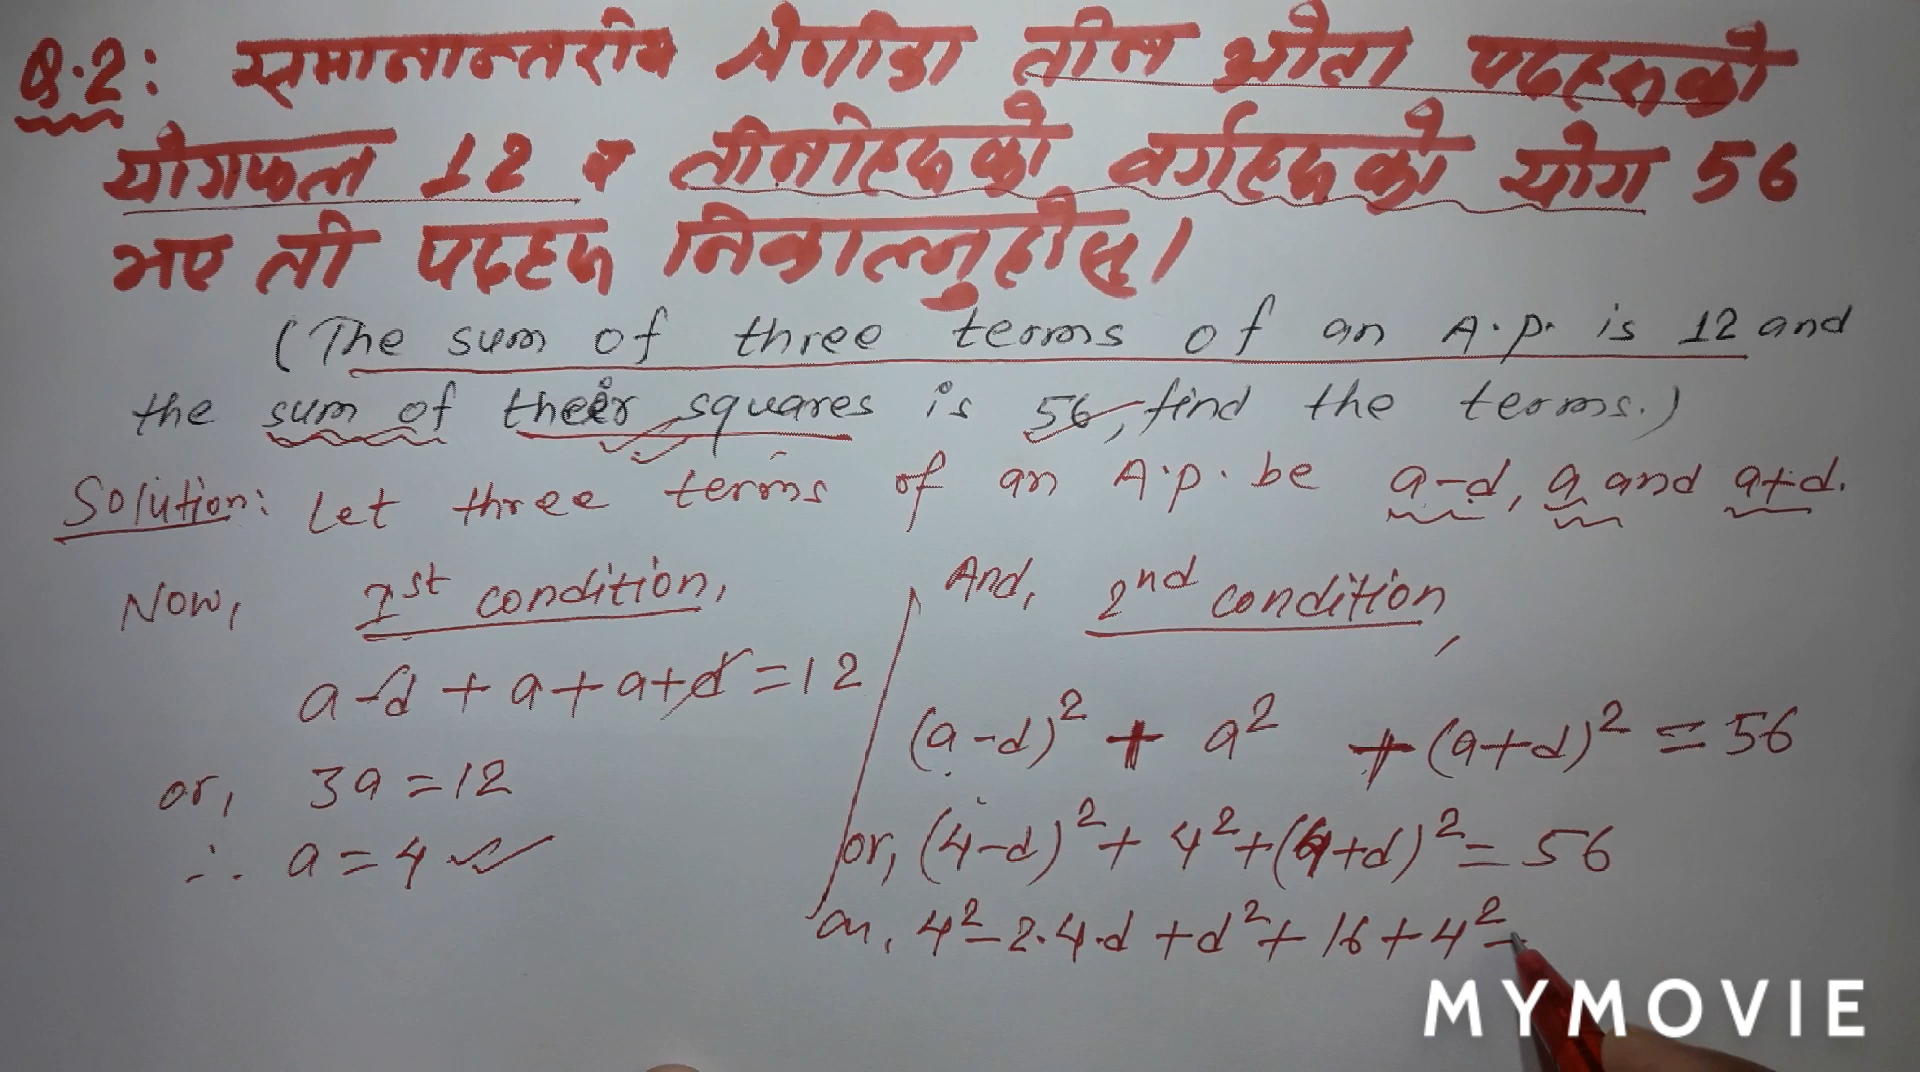 Q.2: समानान्तरीय श्रेणीका तीन ओटा पदहरूको
योगफल 12 र तीनोटैको वर्गहरूको योग 56
भए ती पदहरू निकाल्नुहोस्।
(The sum of three terms of an A.P. is 12 and
the sum of their squares is 56, find the terms.)
Solution: Let three terms of an A.P. be a-d, a and a+d.
Now, 1st condition,
a-d + a + a+d = 12
or, 3a = 12
∴ a = 4
And, 2nd condition,
(a-d)² + a² + (a+d)² = 56
or, (4-d)² + 4² + (4+d)² = 56
or, 4² - 2·4·d + d² + 16 + 4²
MYMOVIE